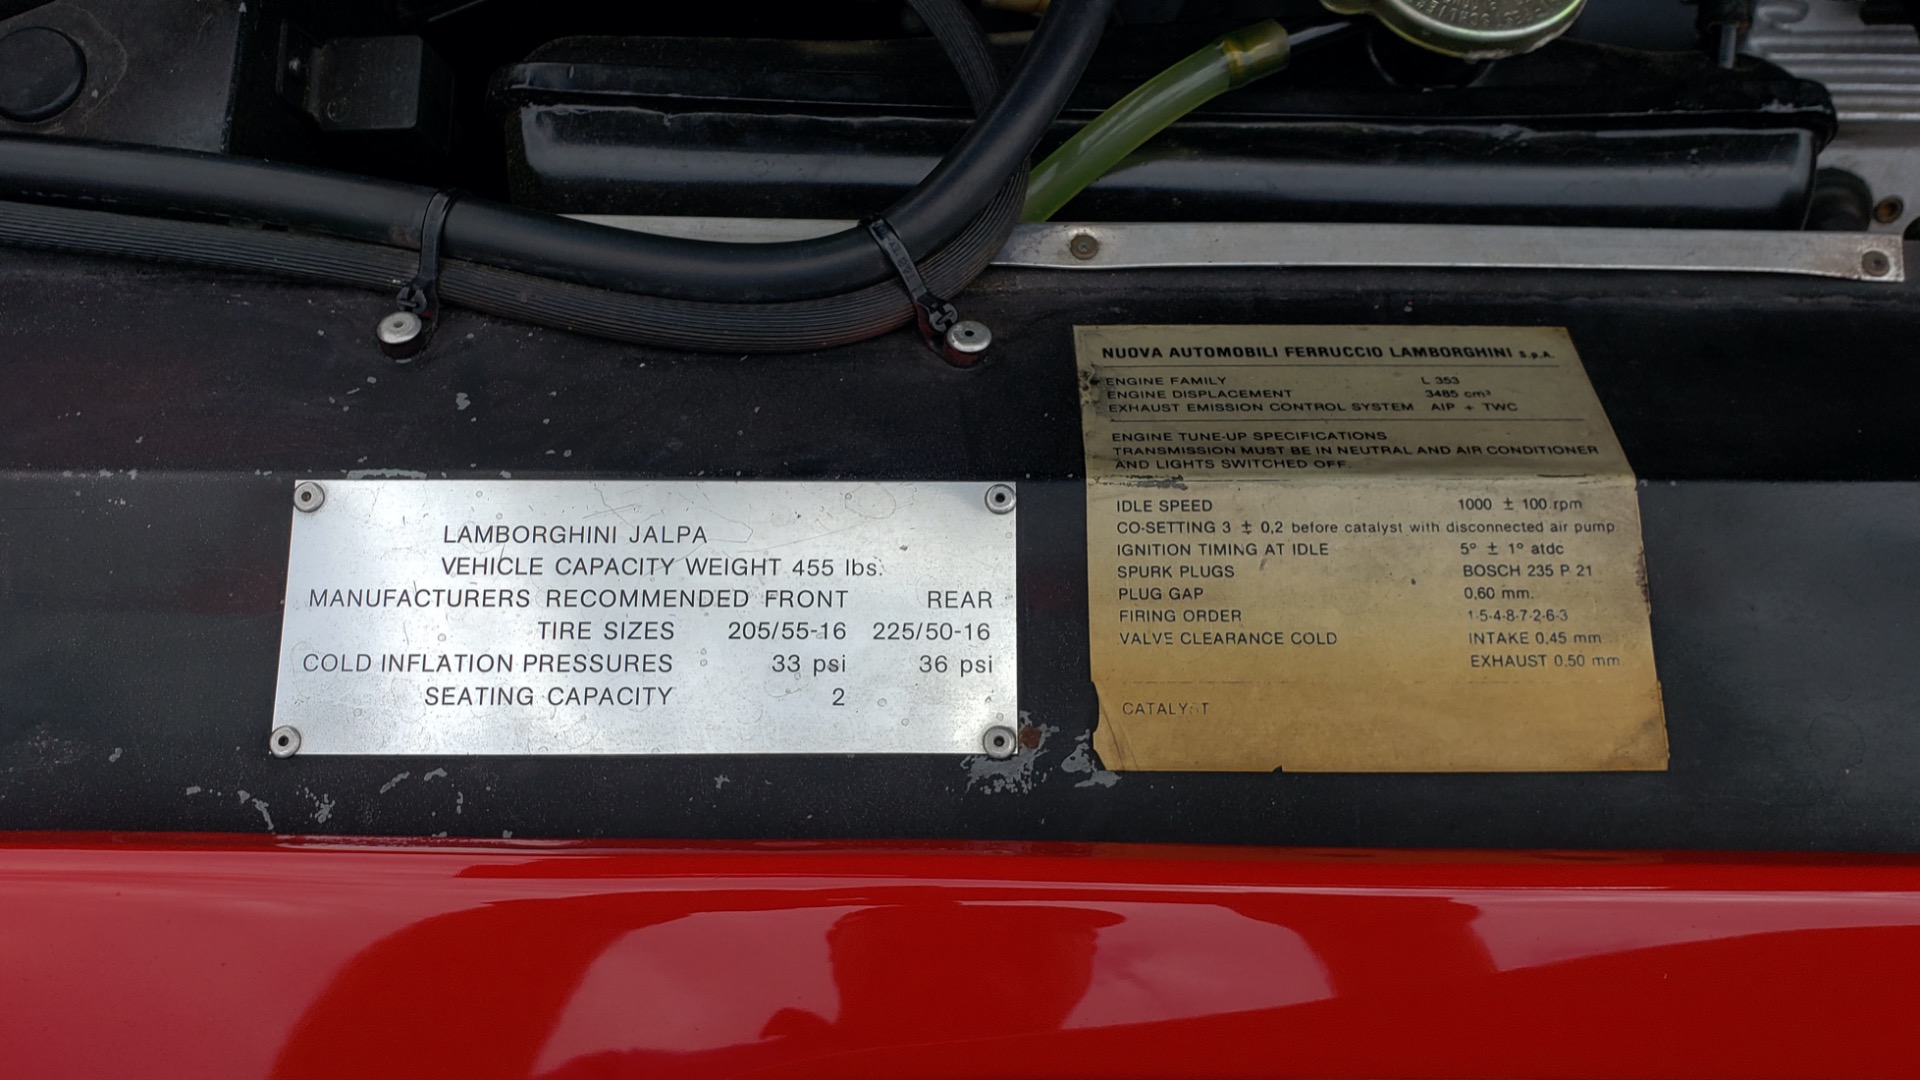 LAMBORGHINI JALPA
VEHICLE CAPACITY WEIGHT 455 lbs.
MANUFACTURERS RECOMMENDED FRONT REAR
TIRE SIZES 205/55-16 225/50-16
COLD INFLATION PRESSURES 33 psi 36 psi
SEATING CAPACITY 2
NUOVA AUTOMOBILI FERRUCCIO LAMBORGHINI S.p.A.
ENGINE FAMILY L 353
ENGINE DISPLACEMENT 3485 cm³
EXHAUST EMISSION CONTROL SYSTEM AIP + TWC
ENGINE TUNE-UP SPECIFICATIONS
TRANSMISSION MUST BE IN NEUTRAL AND AIR CONDITIONER
AND LIGHTS SWITCHED OFF.
IDLE SPEED 1000 ± 100 rpm
CO-SETTING 3 ± 0,2 before catalyst with disconnected air pump
IGNITION TIMING AT IDLE 5° ± 1° atdc
SPURK PLUGS BOSCH 235 P 21
PLUG GAP 0,60 mm.
FIRING ORDER 1-5-4-8-7-2-6-3
VALVE CLEARANCE COLD INTAKE 0,45 mm
EXHAUST 0.50 mm
CATALYST